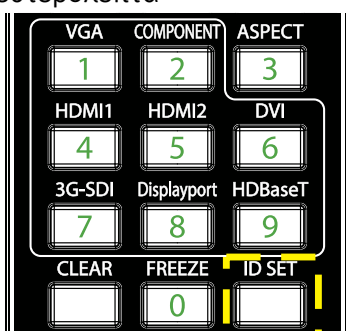 VGA COMPONENT ASPECT
1 2 3
HDMI1 HDMI2 DVI
4 5 6
3G-SDI Displayport HDBaseT
7 8 9
CLEAR FREEZE ID SET
0